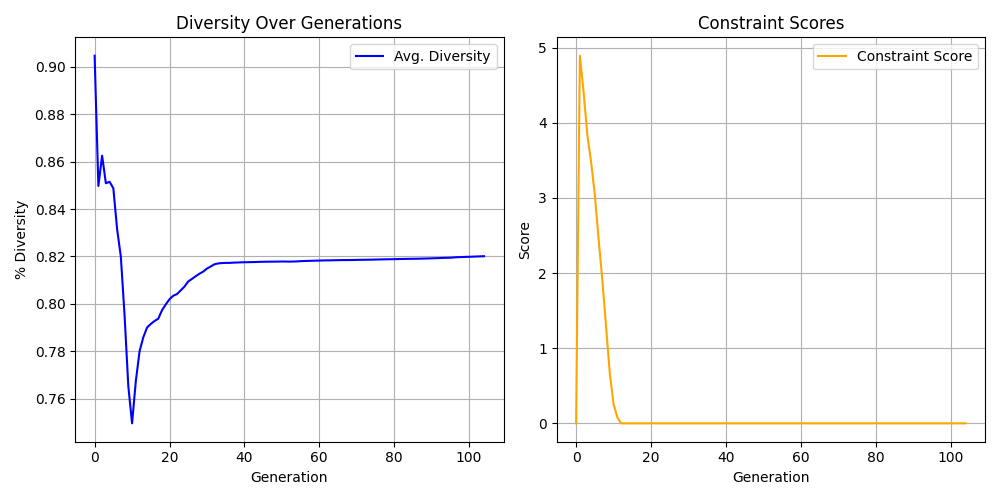 Diversity Over Generations
Avg. Diversity
% Diversity
0.90
0.88
0.86
0.84
0.82
0.80
0.78
0.76
0 20 40 60 80 100
Generation
Constraint Scores
Constraint Score
Score
5
4
3
2
1
0
0 20 40 60 80 100
Generation